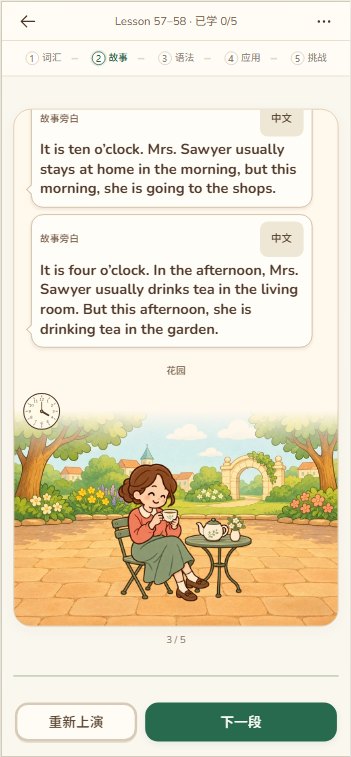 Lesson 57–58 · 已学 0/5
1 词汇 – 2 故事 – 3 语法 – 4 应用 – 5 挑战
故事旁白
中文
It is ten o'clock. Mrs. Sawyer usually
stays at home in the morning, but this
morning, she is going to the shops.
故事旁白
中文
It is four o'clock. In the afternoon, Mrs.
Sawyer usually drinks tea in the living
room. But this afternoon, she is
drinking tea in the garden.
花园
3 / 5
重新上演
下一段